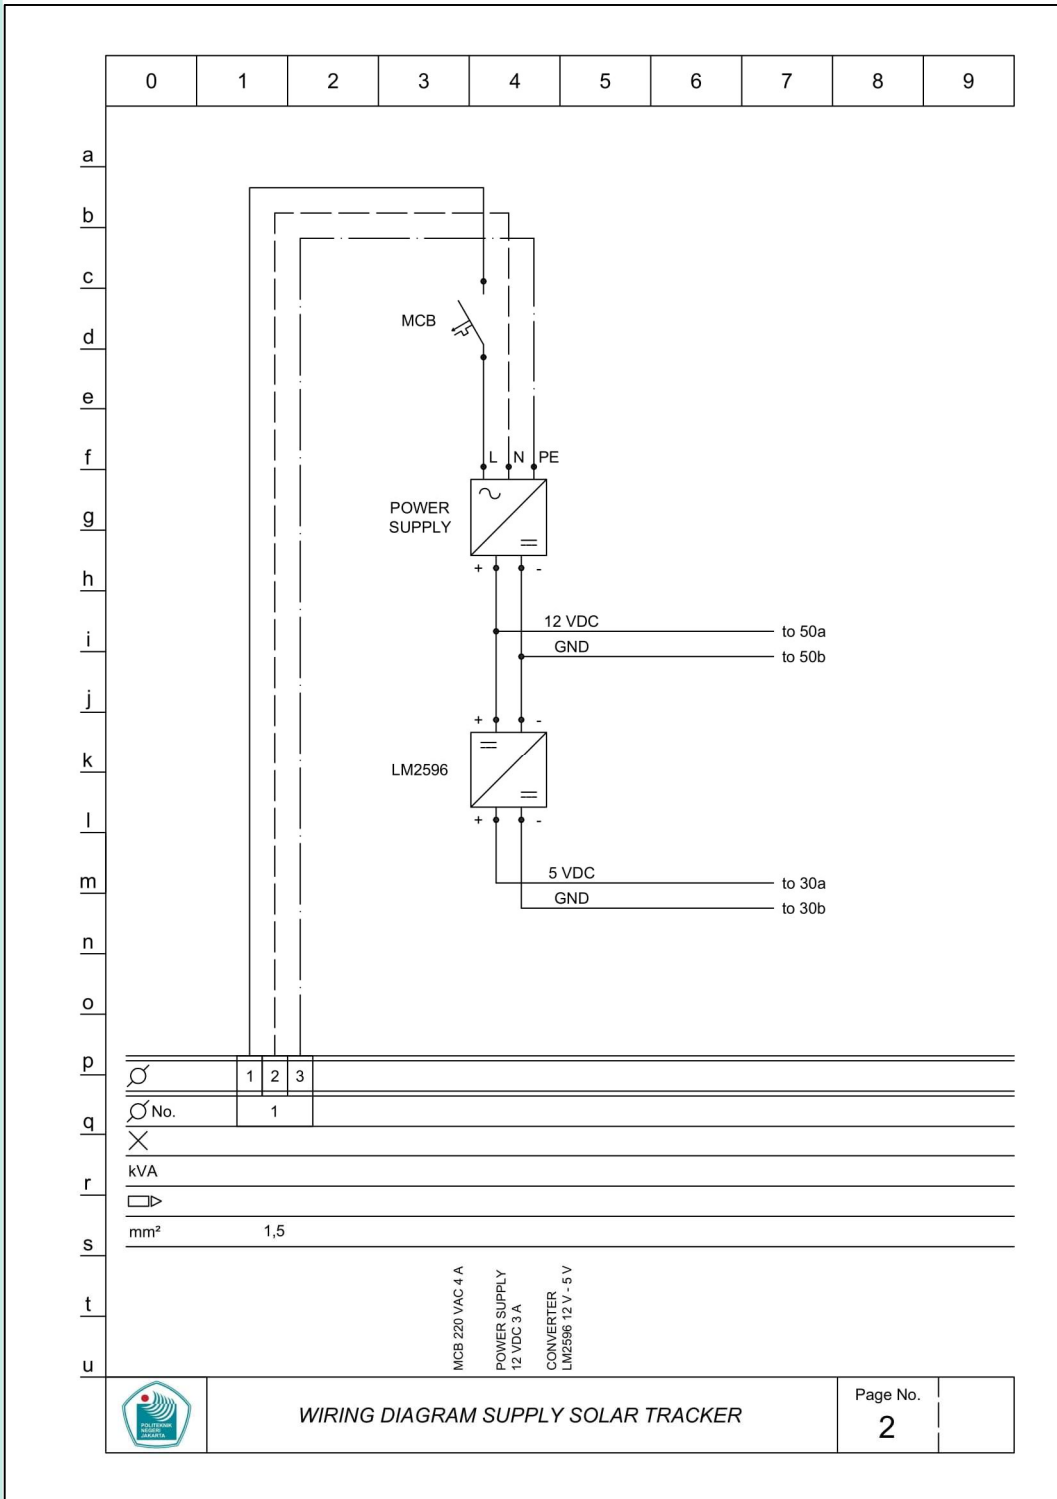 0 1 2 3 4 5 6 7 8 9
a
b
c
MCB
d
e
f
L N PE
POWER
SUPPLY
g
+ -
h
12 VDC
to 50a
i
GND
to 50b
j
+ -
k
LM2596
l
+ -
5 VDC
m
to 30a
GND
to 30b
n
o
p
1 2 3
No. 1
q
kVA
r
mm² 1,5
s
MCB 220 VAC 4 A
POWER SUPPLY
12 VDC 3 A
CONVERTER
LM2596 12 V - 5 V
t
u
POLITEKNIK
NEGERI
JAKARTA
WIRING DIAGRAM SUPPLY SOLAR TRACKER
Page No.
2